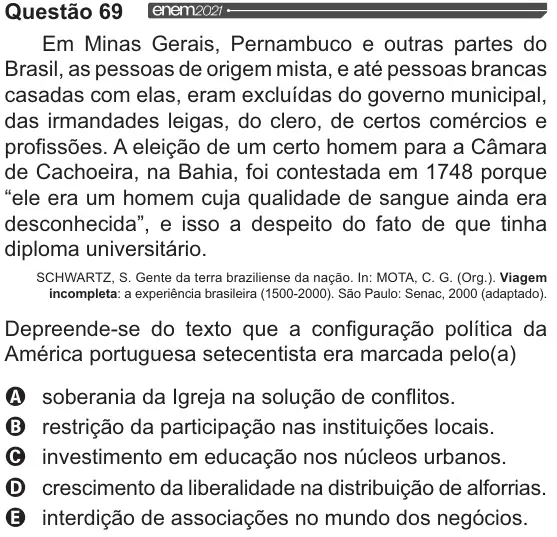 Questão 69 enem2021
Em Minas Gerais, Pernambuco e outras partes do
Brasil, as pessoas de origem mista, e até pessoas brancas
casadas com elas, eram excluídas do governo municipal,
das irmandades leigas, do clero, de certos comércios e
profissões. A eleição de um certo homem para a Câmara
de Cachoeira, na Bahia, foi contestada em 1748 porque
“ele era um homem cuja qualidade de sangue ainda era
desconhecida”, e isso a despeito do fato de que tinha
diploma universitário.
SCHWARTZ, S. Gente da terra braziliense da nação. In: MOTA, C. G. (Org.). Viagem
incompleta: a experiência brasileira (1500-2000). São Paulo: Senac, 2000 (adaptado).
Depreende-se do texto que a configuração política da
América portuguesa setecentista era marcada pelo(a)
A soberania da Igreja na solução de conflitos.
B restrição da participação nas instituições locais.
C investimento em educação nos núcleos urbanos.
D crescimento da liberalidade na distribuição de alforrias.
E interdição de associações no mundo dos negócios.